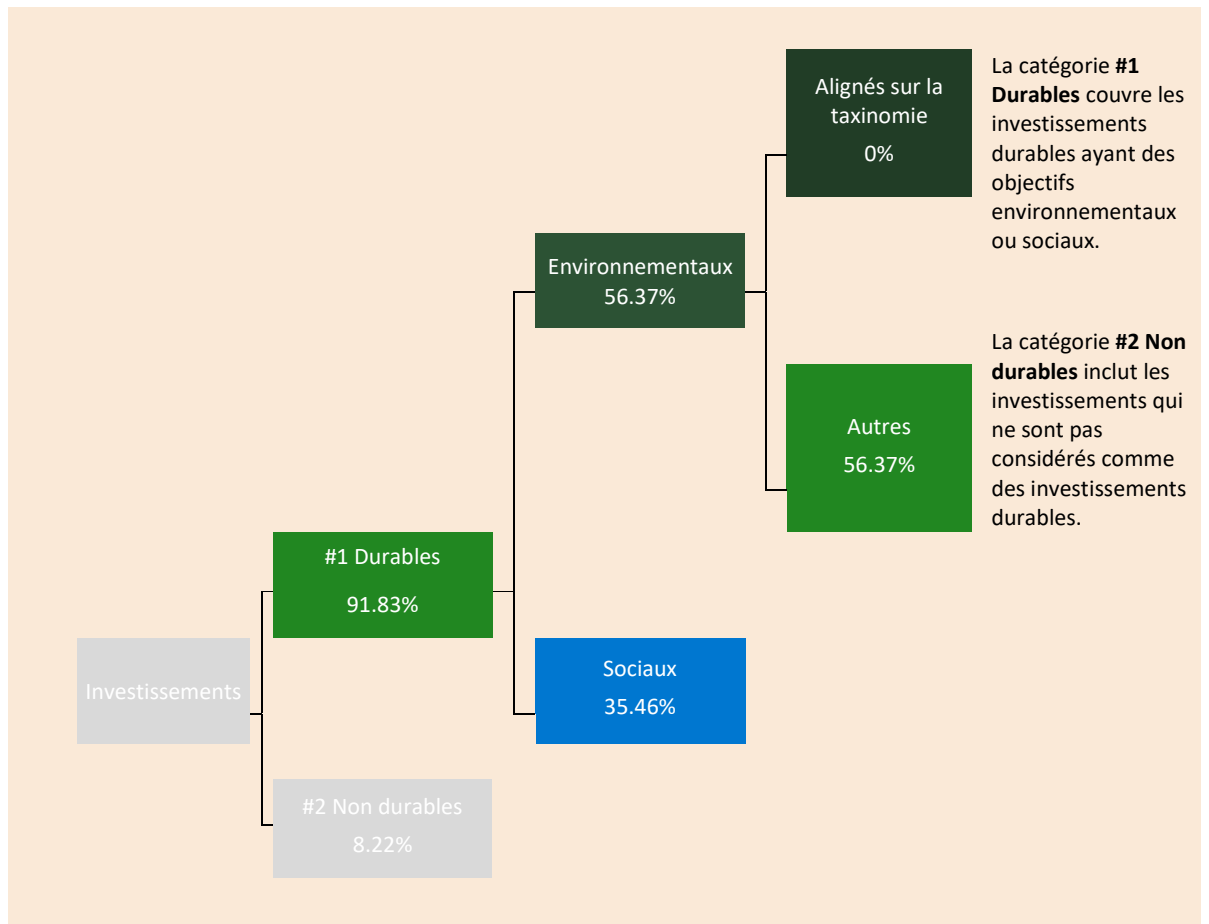 Alignés sur la
taxinomie
0%
La catégorie #1
Durables couvre les
investissements
durables ayant des
objectifs
environnementaux
ou sociaux.
Environnementaux
56.37%
La catégorie #2 Non
durables inclut les
investissements qui
ne sont pas
considérés comme
des investissements
durables.
Autres
56.37%
#1 Durables
91.83%
Investissements
Sociaux
35.46%
#2 Non durables
8.22%